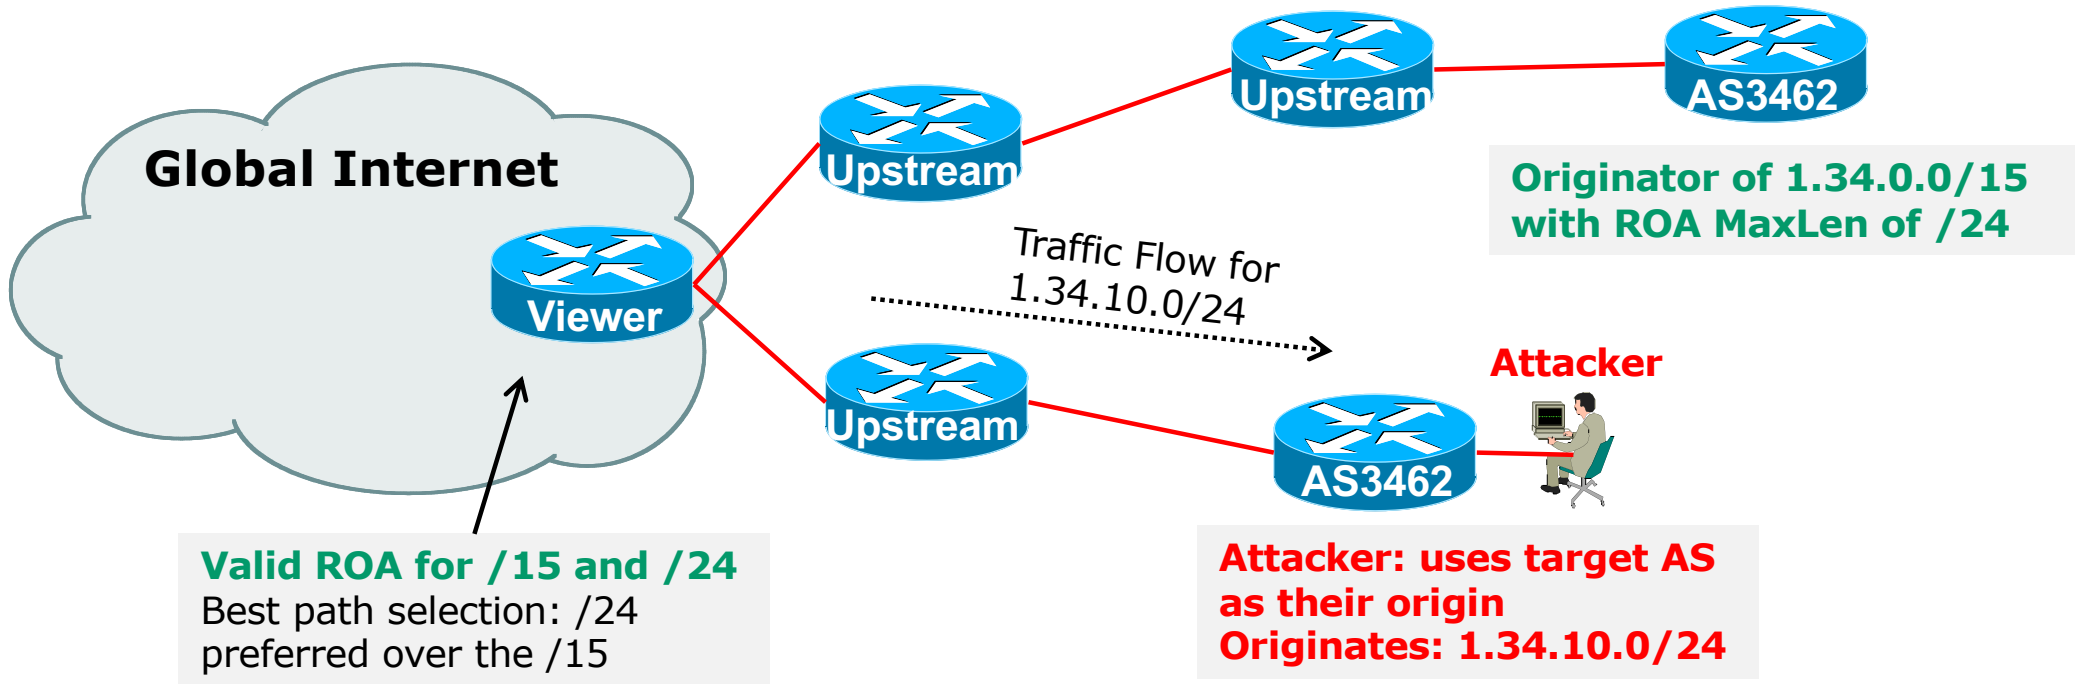 Global Internet
Viewer
Upstream
Upstream
AS3462
Originator of 1.34.0.0/15
with ROA MaxLen of /24
Traffic Flow for
1.34.10.0/24
Upstream
AS3462
Attacker
Valid ROA for /15 and /24
Best path selection: /24
preferred over the /15
Attacker: uses target AS
as their origin
Originates: 1.34.10.0/24